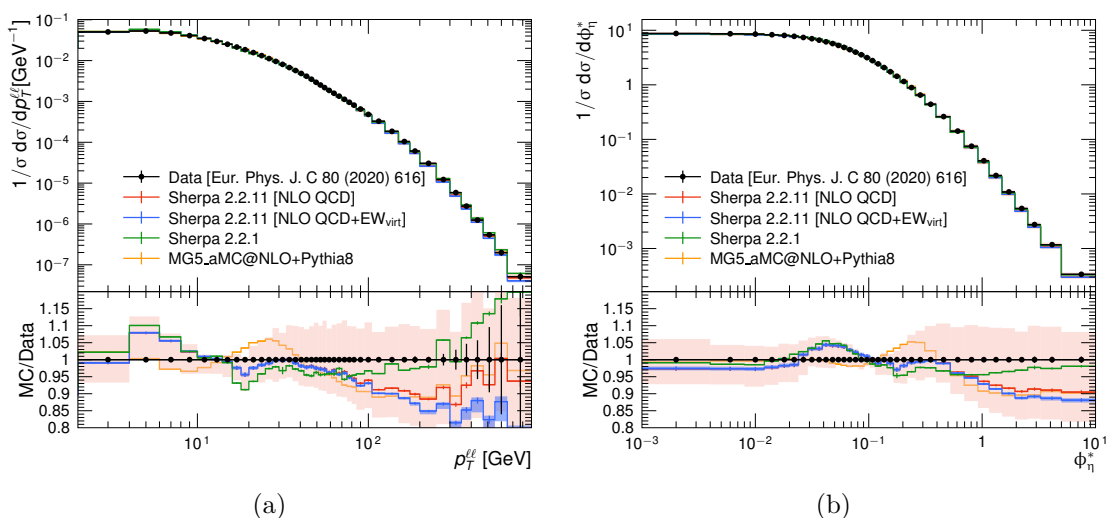 1/σ dσ/dp_T^ℓℓ[GeV⁻¹]
10⁻¹
10⁻²
10⁻³
10⁻⁴
10⁻⁵
10⁻⁶
10⁻⁷
Data [Eur. Phys. J. C 80 (2020) 616]
Sherpa 2.2.11 [NLO QCD]
Sherpa 2.2.11 [NLO QCD+EW_virt]
Sherpa 2.2.1
MG5_aMC@NLO+Pythia8
MC/Data
1.15
1.1
1.05
1
0.95
0.9
0.85
0.8
10¹
10²
p_T^ℓℓ [GeV]
(a)
1/σ dσ/dϕ_η^*
10¹
1
10⁻¹
10⁻²
10⁻³
Data [Eur. Phys. J. C 80 (2020) 616]
Sherpa 2.2.11 [NLO QCD]
Sherpa 2.2.11 [NLO QCD+EW_virt]
Sherpa 2.2.1
MG5_aMC@NLO+Pythia8
MC/Data
1.15
1.1
1.05
1
0.95
0.9
0.85
0.8
10⁻³
10⁻²
10⁻¹
1
10¹
ϕ_η^*
(b)